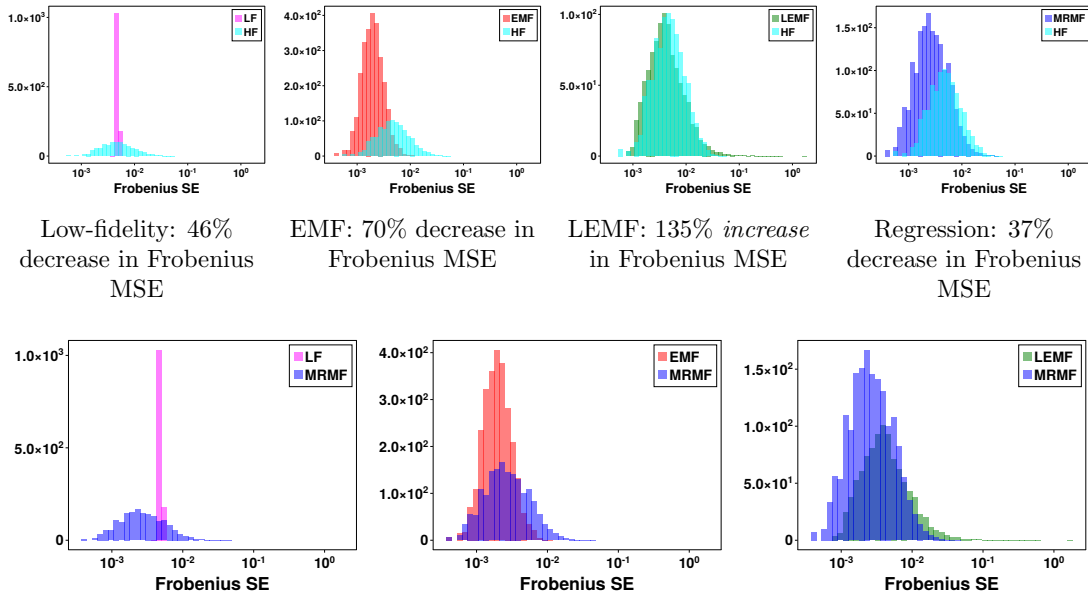 LF
HF
1.0×10³
5.0×10²
0
10⁻³ 10⁻² 10⁻¹ 10⁰
Frobenius SE
EMF
HF
4.0×10²
3.0×10²
2.0×10²
1.0×10²
0
10⁻³ 10⁻² 10⁻¹ 10⁰
Frobenius SE
LEMF
HF
1.0×10²
5.0×10¹
0
10⁻³ 10⁻² 10⁻¹ 10⁰
Frobenius SE
MRMF
HF
1.5×10²
1.0×10²
5.0×10¹
0
10⁻³ 10⁻² 10⁻¹ 10⁰
Frobenius SE
Low-fidelity: 46%
decrease in Frobenius
MSE
EMF: 70% decrease in
Frobenius MSE
LEMF: 135% increase
in Frobenius MSE
Regression: 37%
decrease in Frobenius
MSE
LF
MRMF
1.0×10³
5.0×10²
0
10⁻³ 10⁻² 10⁻¹ 10⁰
Frobenius SE
EMF
MRMF
4.0×10²
3.0×10²
2.0×10²
1.0×10²
0
10⁻³ 10⁻² 10⁻¹ 10⁰
Frobenius SE
LEMF
MRMF
1.5×10²
1.0×10²
5.0×10¹
0
10⁻³ 10⁻² 10⁻¹ 10⁰
Frobenius SE